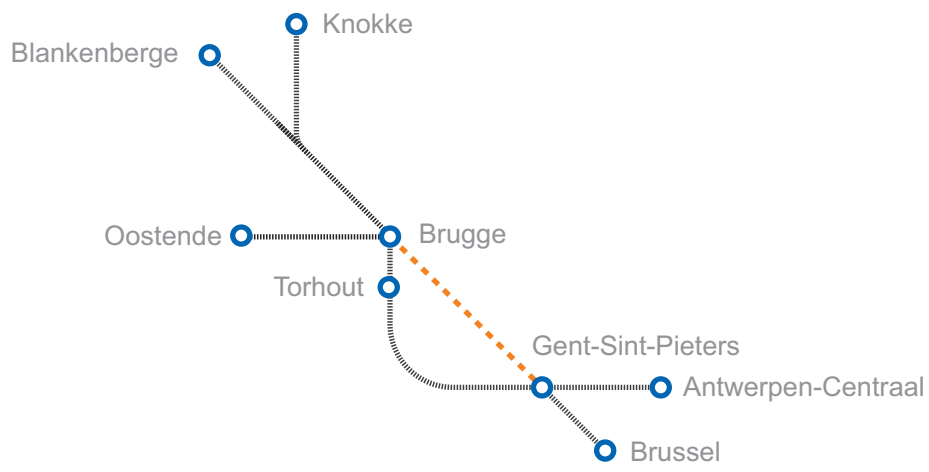 Knokke
Blankenberge
Oostende
Brugge
Torhout
Gent-Sint-Pieters
Antwerpen-Centraal
Brussel